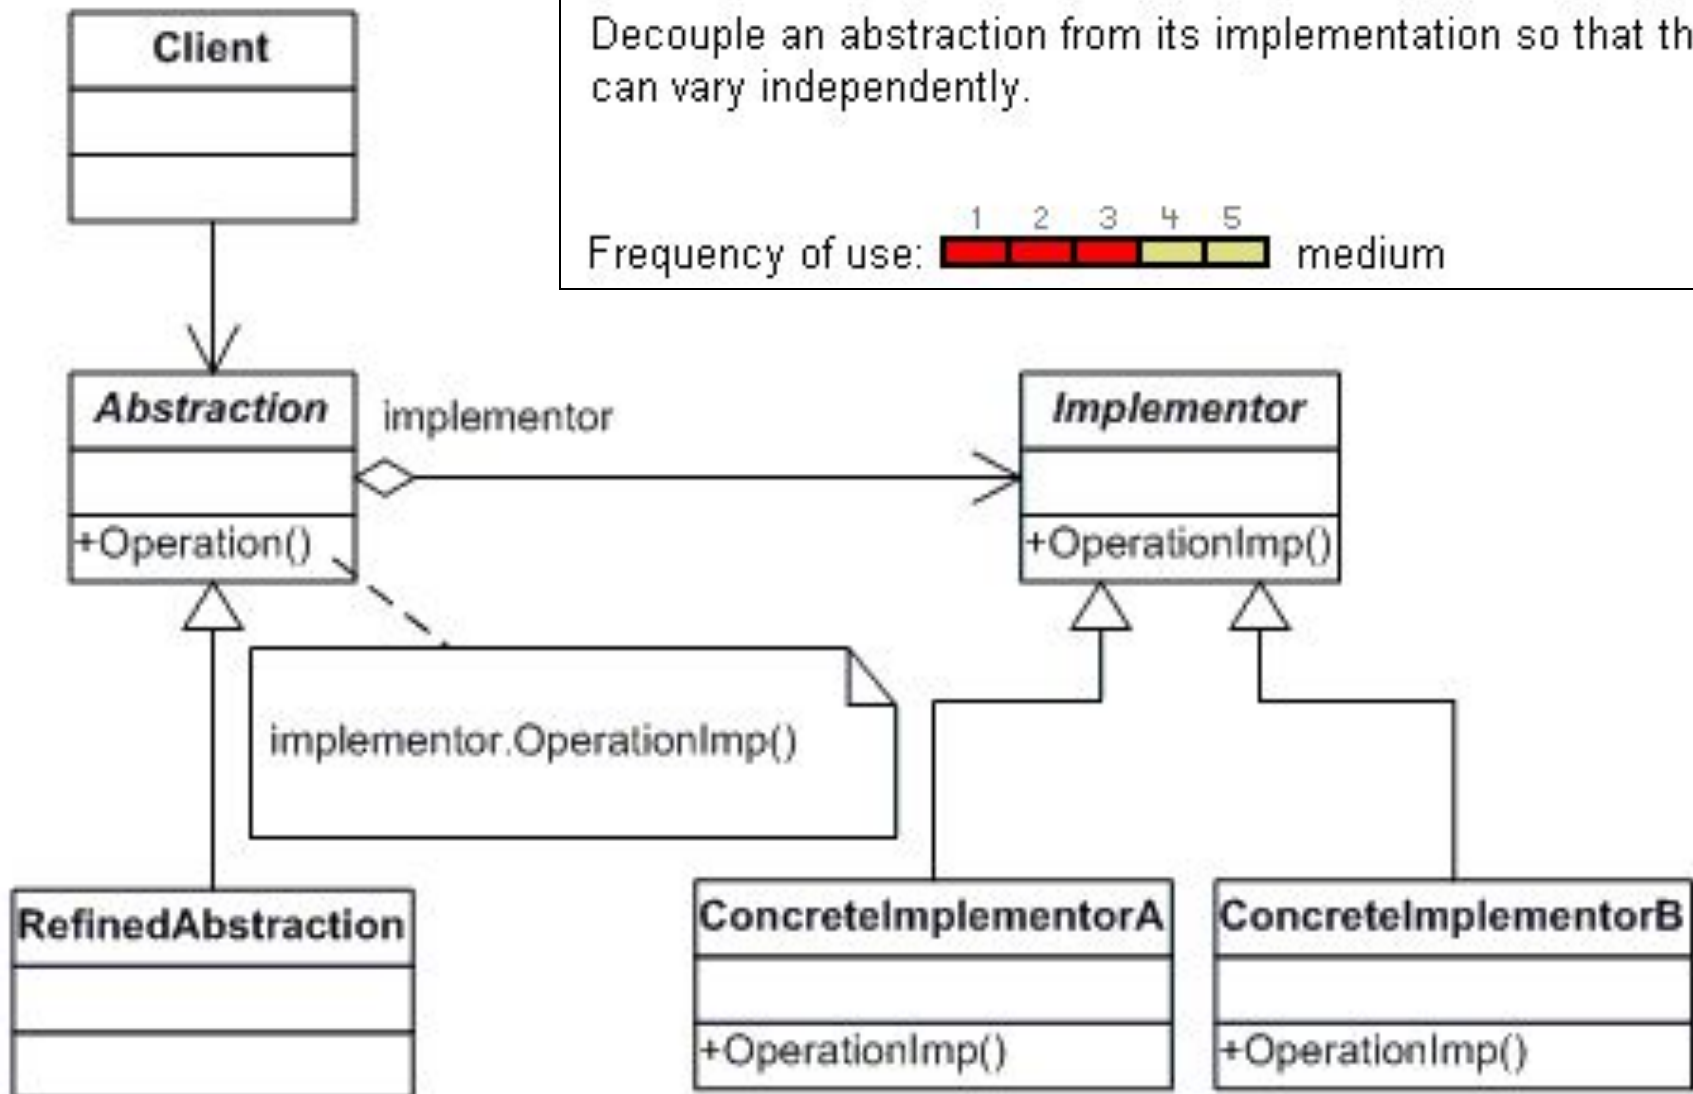 Client
Decouple an abstraction from its implementation so that th
can vary independently.
1 2 3 4 5
Frequency of use: medium
Abstraction
implementor
Implementor
+Operation()
+OperationImp()
implementor.OperationImp()
RefinedAbstraction
ConcreteImplementorA
ConcreteImplementorB
+OperationImp()
+OperationImp()